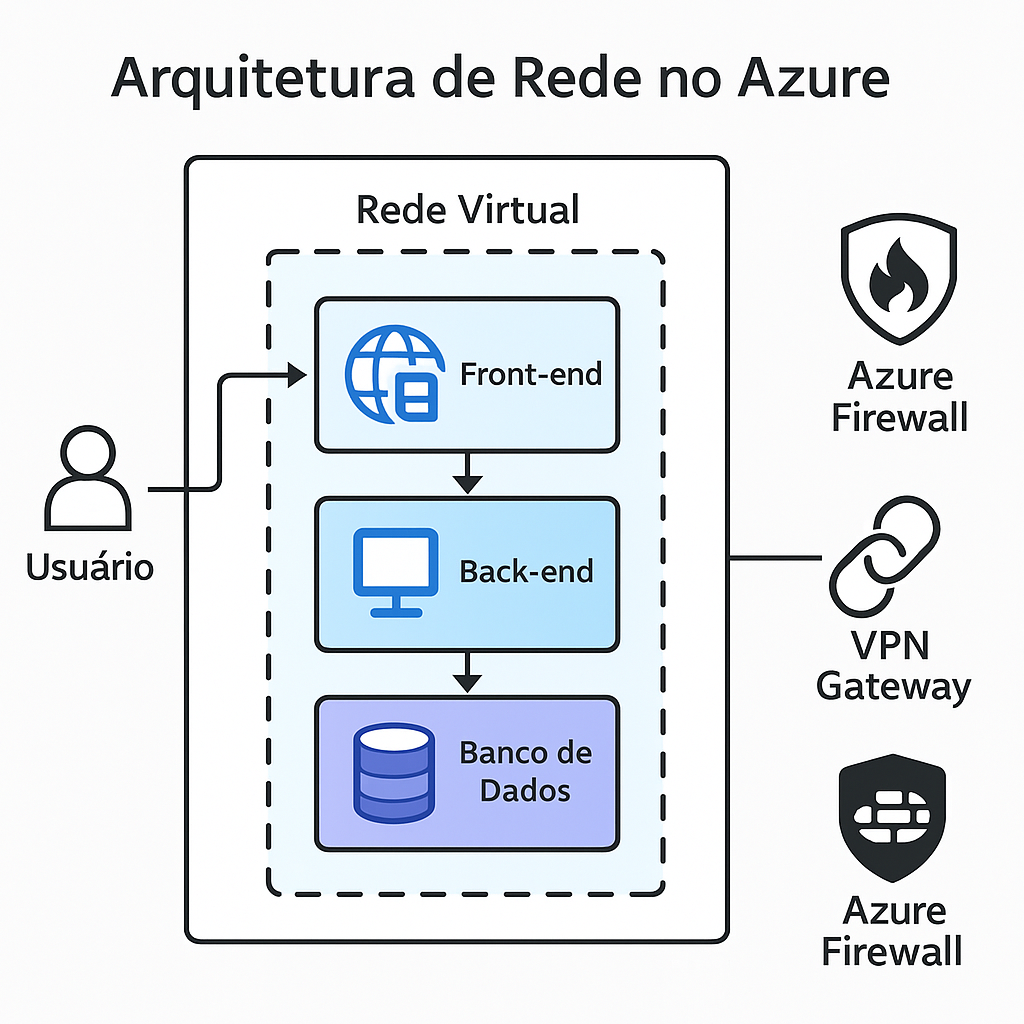 Arquitetura de Rede no Azure
Rede Virtual
Front-end
Back-end
Banco de
Dados
Usuário
Azure
Firewall
VPN
Gateway
Azure
Firewall